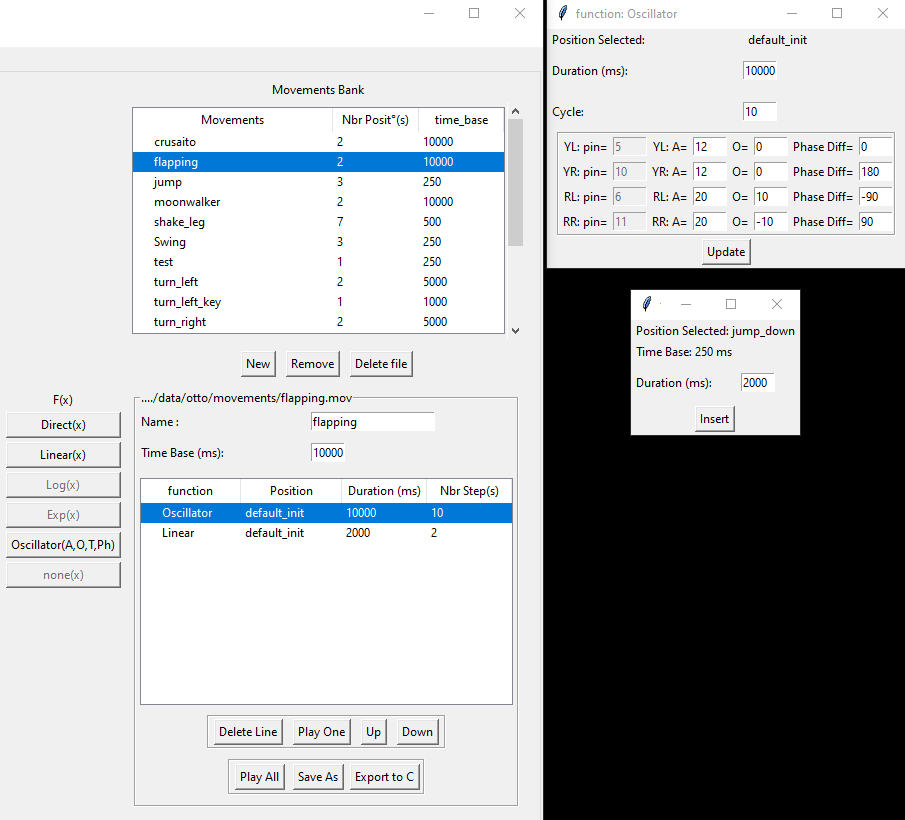 Movements Bank
Movements Nbr Posit°(s) time_base
crusaito 2 10000
flapping 2 10000
jump 3 250
moonwalker 2 10000
shake_leg 7 500
Swing 3 250
test 1 250
turn_left 2 5000
turn_left_key 1 1000
turn_right 2 5000
New Remove Delete file
F(x)
Direct(x)
Linear(x)
Log(x)
Exp(x)
Oscillator(A,O,T,Ph)
none(x)
..../data/otto/movements/flapping.mov
Name : flapping
Time Base (ms): 10000
function Position Duration (ms) Nbr Step(s)
Oscillator default_init 10000 10
Linear default_init 2000 2
Delete Line Play One Up Down
Play All Save As Export to C
function: Oscillator
Position Selected: default_init
Duration (ms): 10000
Cycle: 10
YL: pin= 5 YL: A= 12 O= 0 Phase Diff= 0
YR: pin= 10 YR: A= 12 O= 0 Phase Diff= 180
RL: pin= 6 RL: A= 20 O= 10 Phase Diff= -90
RR: pin= 11 RR: A= 20 O= -10 Phase Diff= 90
Update
Position Selected: jump_down
Time Base: 250 ms
Duration (ms): 2000
Insert